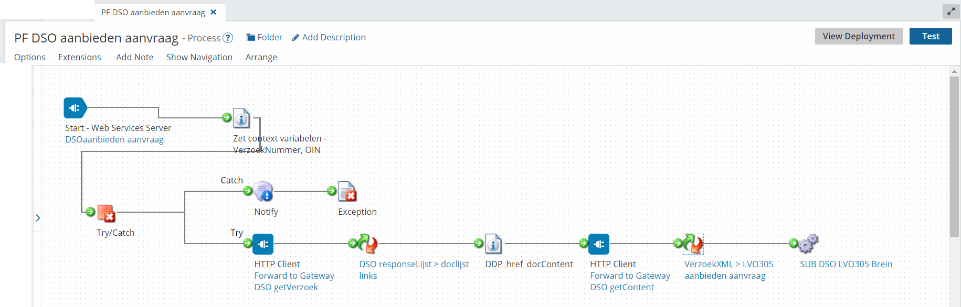 PF DSO aanbieden aanvraag ×
PF DSO aanbieden aanvraag - Process ? Folder Add Description
View Deployment Test
Options Extensions Add Note Show Navigation Arrange
Start - Web Services Server
DSOaanbieden aanvraag
Zet context variabelen -
VerzoekNummer, OIN
Catch
Notify
Exception
Try/Catch
Try
HTTP Client
Forward to Gateway
DSO getVerzoek
DSO responseLijst > doclijst
links
DDP_href_docContent
HTTP Client
Forward to Gateway
DSO getContent
VerzoekXML > LVO305
aanbieden aanvraag
SUB DSO LVO305 Brein